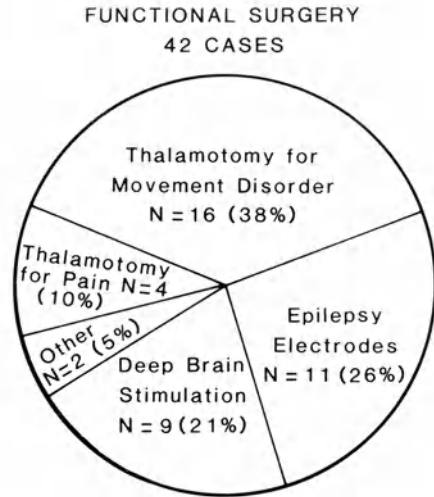 FUNCTIONAL SURGERY
42 CASES
Thalamotomy for
Movement Disorder
N = 16 (38%)
Thalamotomy
for Pain N=4
(10%)
Other
N=2 (5%)
Epilepsy
Electrodes
N = 11 (26%)
Deep Brain
Stimulation
N = 9 (21%)